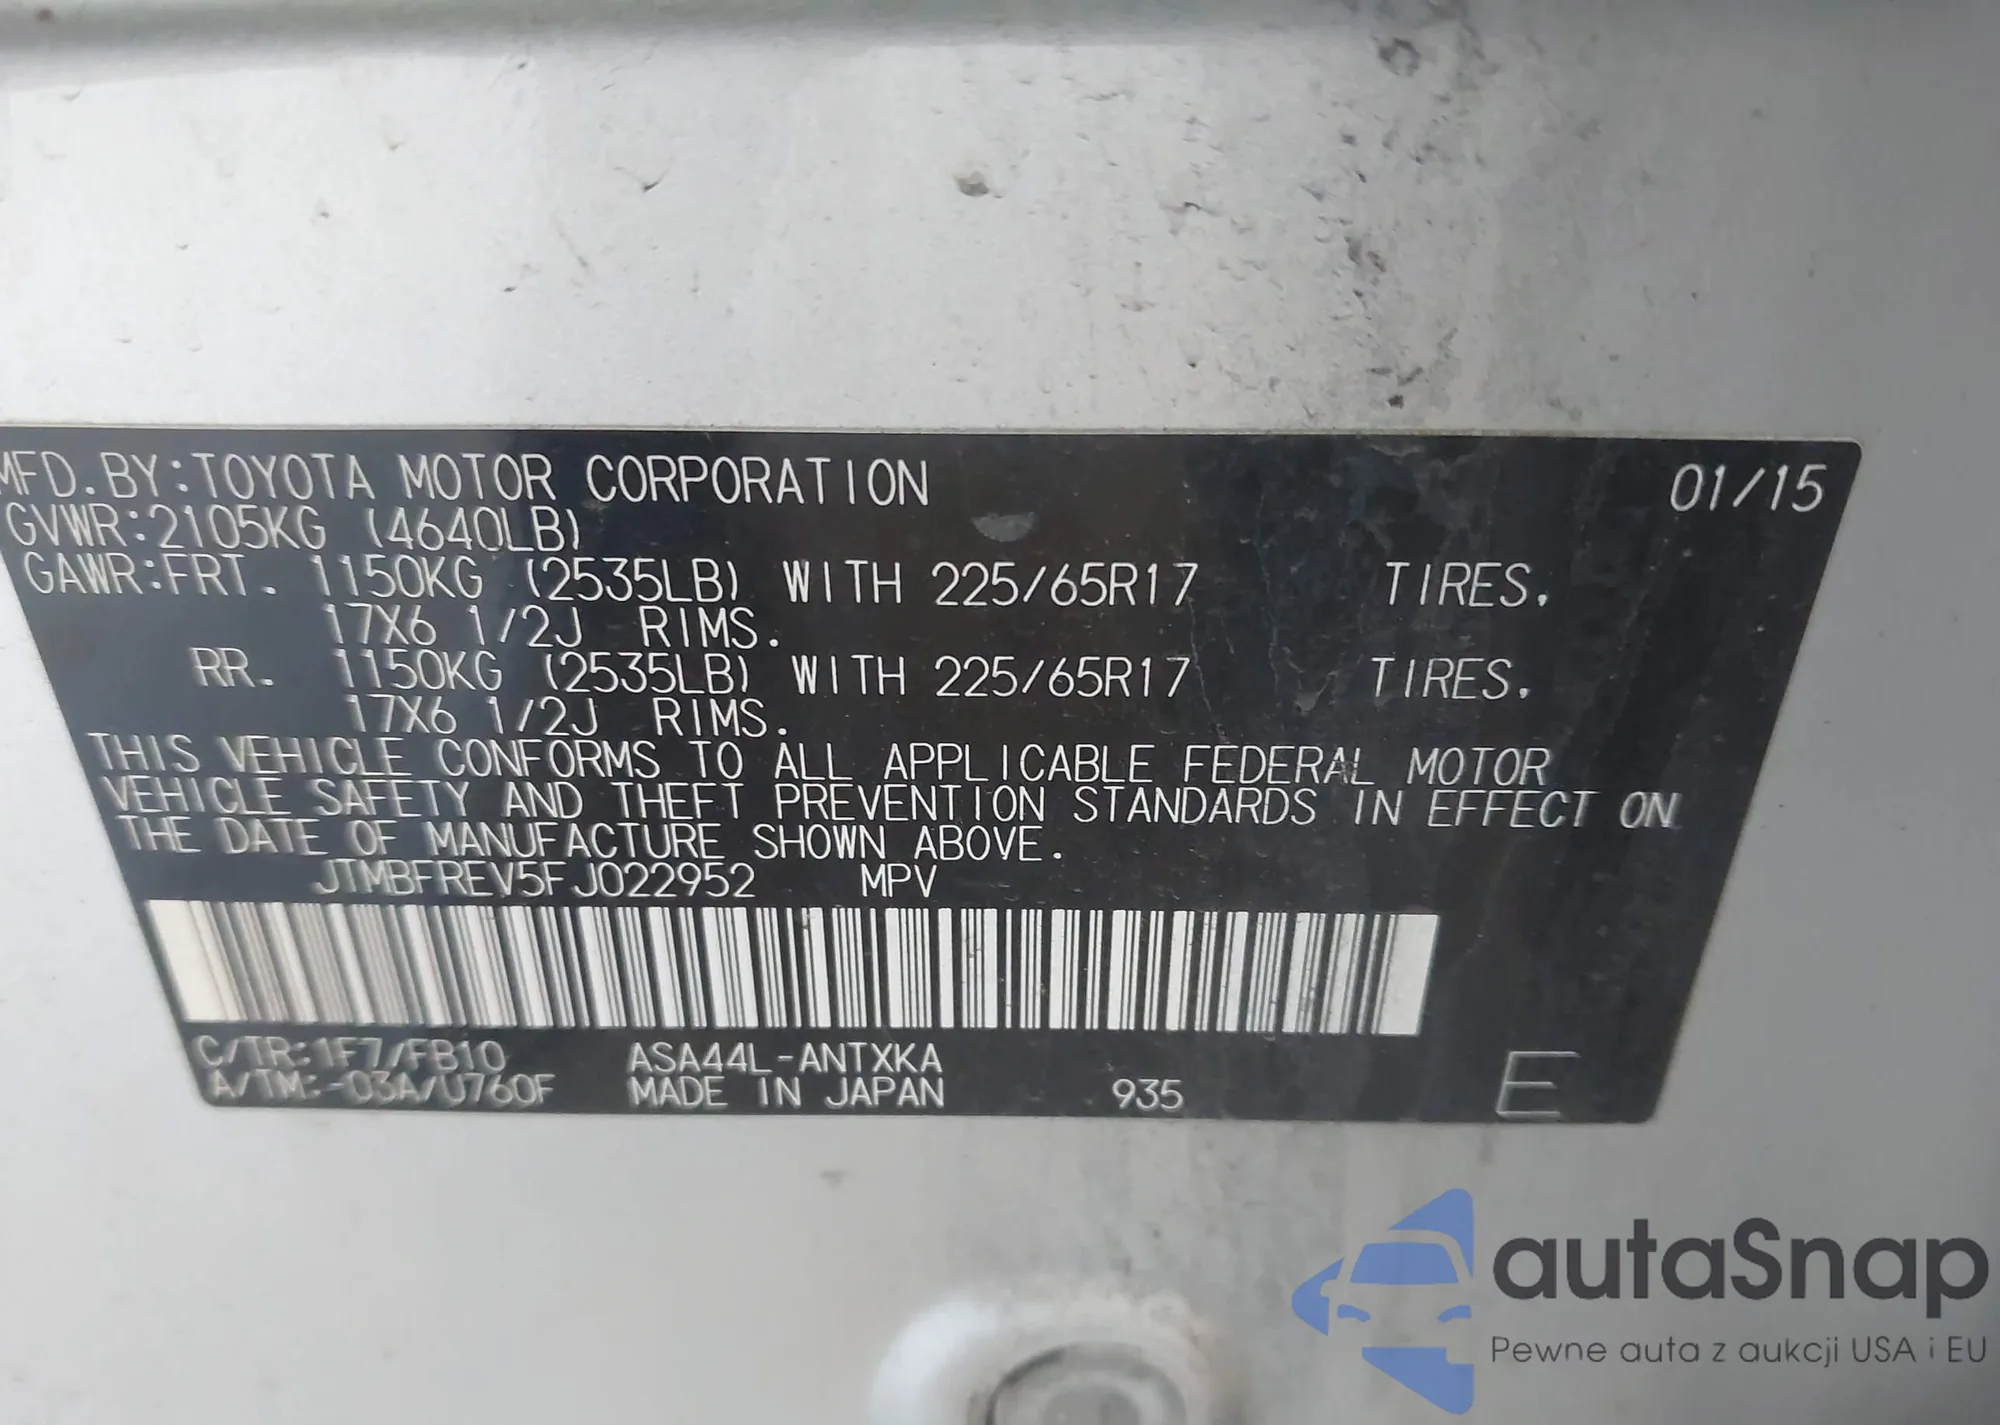 MFD.BY:TOYOTA MOTOR CORPORATION 01/15
GVWR:2105KG (4640LB)
GAWR:FRT. 1150KG (2535LB) WITH 225/65R17 TIRES,
17X6 1/2J RIMS.
RR. 1150KG (2535LB) WITH 225/65R17 TIRES,
17X6 1/2J RIMS.
THIS VEHICLE CONFORMS TO ALL APPLICABLE FEDERAL MOTOR
VEHICLE SAFETY AND THEFT PREVENTION STANDARDS IN EFFECT ON
THE DATE OF MANUFACTURE SHOWN ABOVE.
JTMBFREV5FJ022952 MPV
C/TR:1F7/FB10 ASA44L-ANTXKA
A/TM:-03A/U760F MADE IN JAPAN 935 E
autaSnap
Pewne auta z aukcji USA i EU